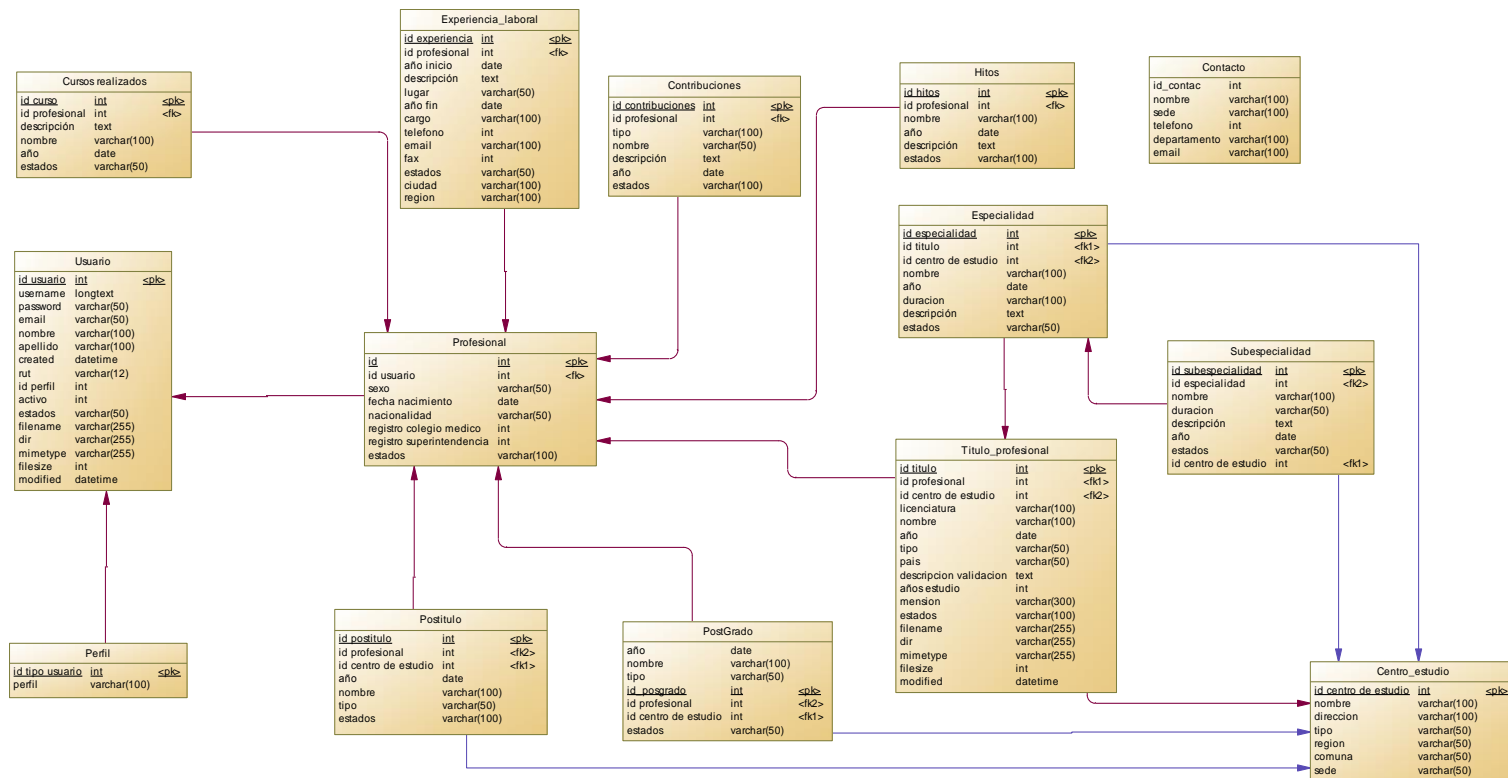 Experiencia_laboral
id experiencia int <pk>
id profesional int <fk>
año inicio date
descripción text
lugar varchar(50)
año fin date
cargo varchar(100)
telefono int
email varchar(100)
fax int
estados varchar(50)
ciudad varchar(100)
region varchar(100)
Cursos realizados
id curso int <pk>
id profesional int <fk>
descripción text
nombre varchar(100)
año date
estados varchar(50)
Contribuciones
id contribuciones int <pk>
id profesional int <fk>
tipo varchar(100)
nombre varchar(50)
descripción text
año date
estados varchar(100)
Hitos
id hitos int <pk>
id profesional int <fk>
nombre varchar(100)
año date
descripción text
estados varchar(100)
Contacto
id_contac int
nombre varchar(100)
sede varchar(100)
telefono int
departamento varchar(100)
email varchar(100)
Usuario
id usuario int <pk>
username longtext
password varchar(50)
email varchar(50)
nombre varchar(100)
apellido varchar(100)
created datetime
rut varchar(12)
id perfil int
activo int
estados varchar(50)
filename varchar(255)
dir varchar(255)
mimetype varchar(255)
filesize int
modified datetime
Profesional
id int <pk>
id usuario int <fk>
sexo varchar(50)
fecha nacimiento date
nacionalidad varchar(50)
registro colegio medico int
registro superintendencia int
estados varchar(100)
Especialidad
id especialidad int <pk>
id titulo int <fk1>
id centro de estudio int <fk2>
nombre varchar(100)
año date
duracion varchar(100)
descripción text
estados varchar(50)
Subespecialidad
id subespecialidad int <pk>
id especialidad int <fk2>
nombre varchar(100)
duracion varchar(50)
descripción text
año date
estados varchar(50)
id centro de estudio int <fk1>
Titulo_profesional
id titulo int <pk>
id profesional int <fk1>
id centro de estudio int <fk2>
licenciatura varchar(100)
nombre varchar(100)
año date
tipo varchar(50)
pais varchar(50)
descripcion validacion text
años estudio int
mension varchar(300)
estados varchar(100)
filename varchar(255)
dir varchar(255)
mimetype varchar(255)
filesize int
modified datetime
Perfil
id tipo usuario int <pk>
perfil varchar(100)
Postitulo
id postitulo int <pk>
id profesional int <fk2>
id centro de estudio int <fk1>
año date
nombre varchar(100)
tipo varchar(50)
estados varchar(100)
PostGrado
año date
nombre varchar(100)
tipo varchar(50)
id_posgrado int <pk>
id profesional int <fk2>
id centro de estudio int <fk1>
estados varchar(50)
Centro_estudio
id centro de estudio int <pk>
nombre varchar(100)
direccion varchar(100)
tipo varchar(50)
region varchar(50)
comuna varchar(50)
sede varchar(50)